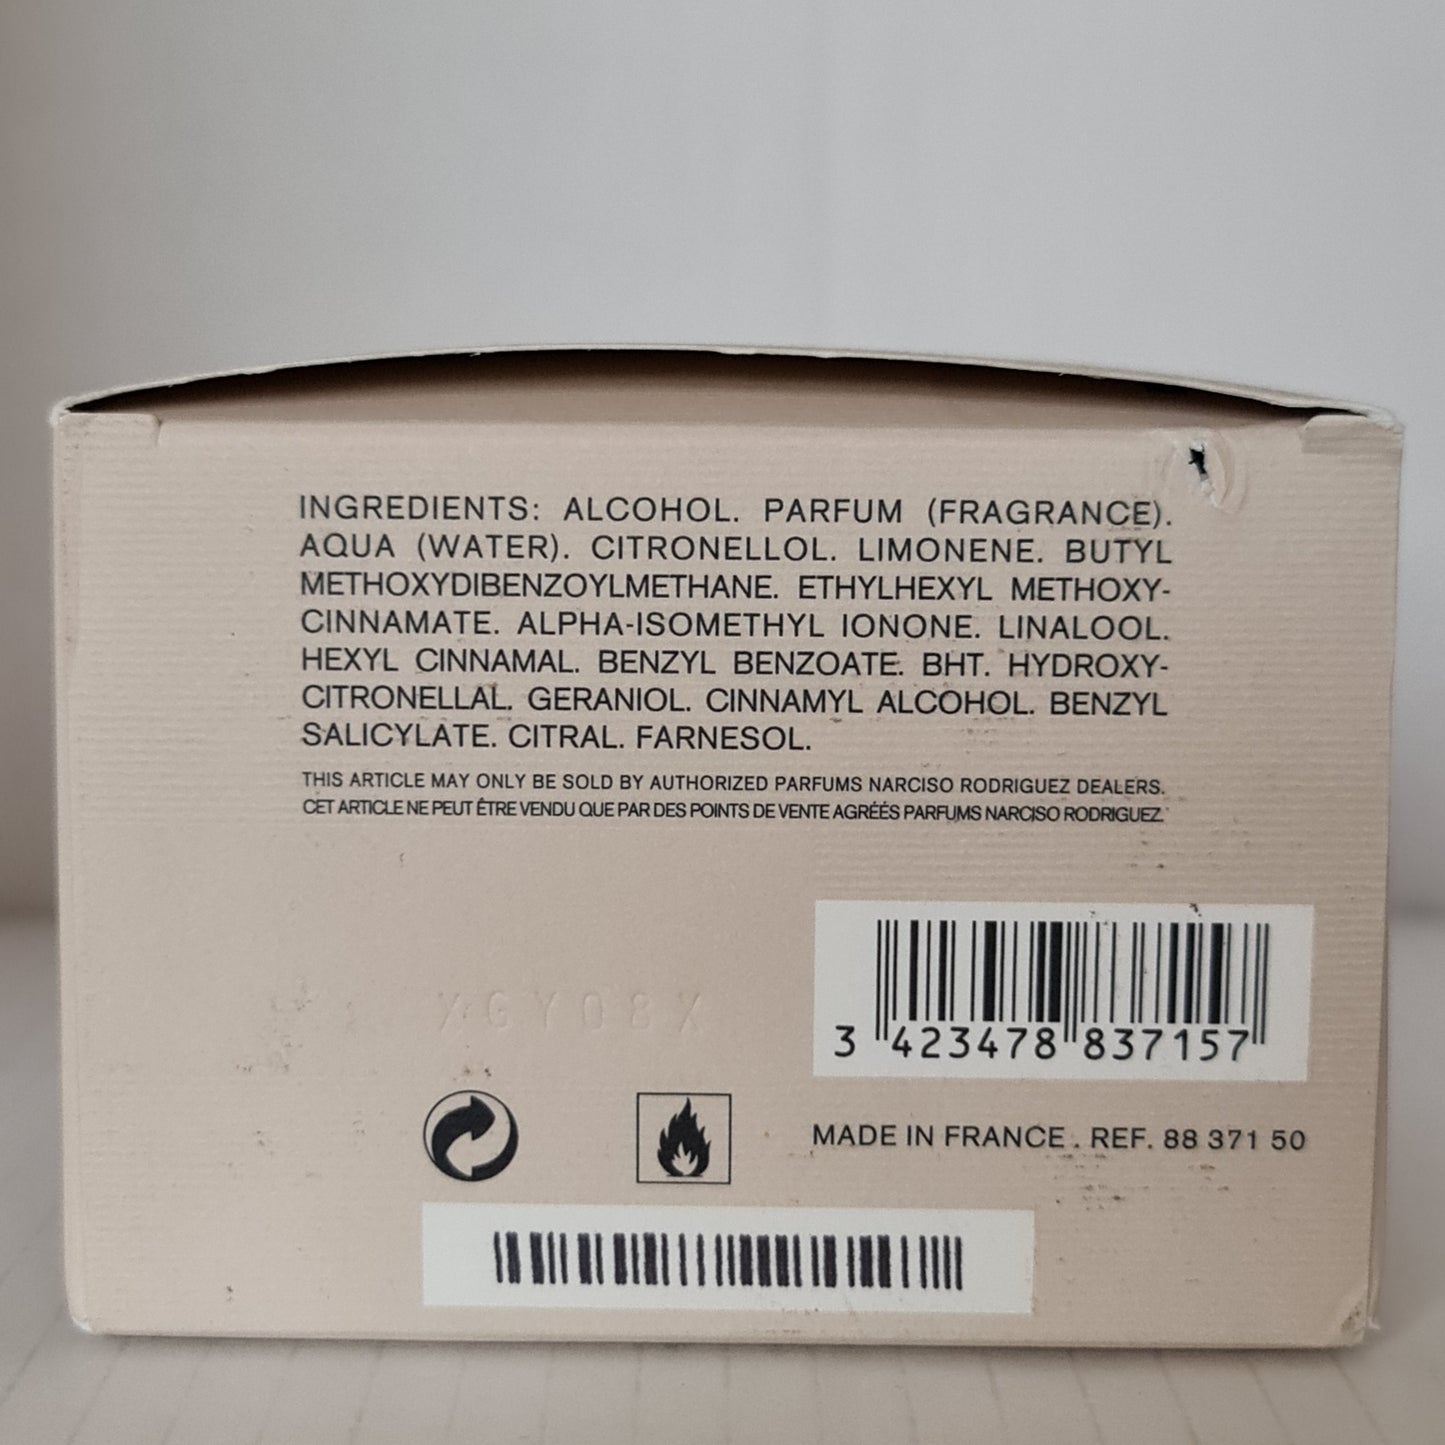 INGREDIENTS: ALCOHOL. PARFUM (FRAGRANCE).
AQUA (WATER). CITRONELLOL. LIMONENE. BUTYL
METHOXYDIBENZOYLMETHANE. ETHYLHEXYL METHOXY-
CINNAMATE. ALPHA-ISOMETHYL IONONE. LINALOOL.
HEXYL CINNAMAL. BENZYL BENZOATE. BHT. HYDROXY-
CITRONELLAL. GERANIOL. CINNAMYL ALCOHOL. BENZYL
SALICYLATE. CITRAL. FARNESOL.
THIS ARTICLE MAY ONLY BE SOLD BY AUTHORIZED PARFUMS NARCISO RODRIGUEZ DEALERS.
CET ARTICLE NE PEUT ÊTRE VENDU QUE PAR DES POINTS DE VENTE AGRÉÉS PARFUMS NARCISO RODRIGUEZ.
XGY08X
3 423478 837157
MADE IN FRANCE . REF. 88 371 50